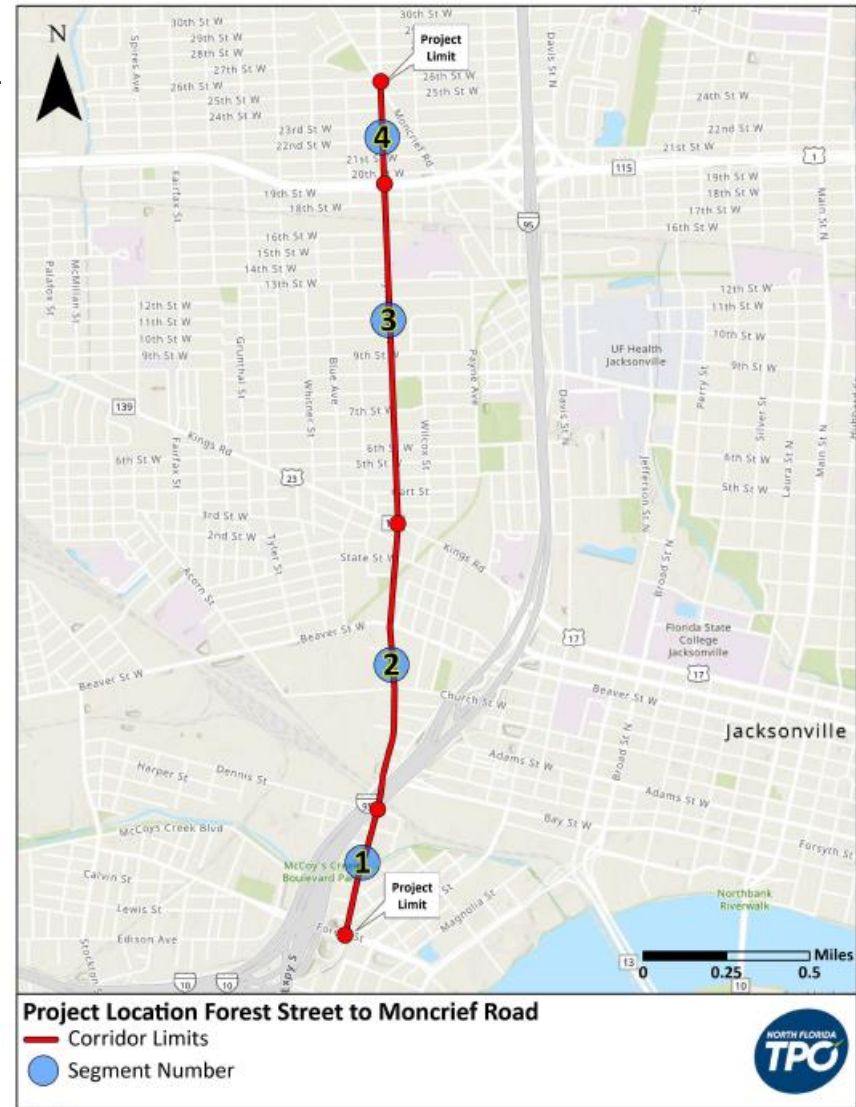 30th St W
30th St W
29th St W
28th St W
27th St W
26th St W
25th St W
24th St W
23rd St W
22nd St W
21st St W
20th St W
19th St W
18th St W
16th St W
15th St W
14th St W
13th St W
12th St W
11th St W
10th St W
9th St W
N
Spires Ave
Project
Limit
26th St W
25th St W
Davis St N
24th St W
22nd St W
21st St W
115
1
19th St W
18th St W
17th St W
16th St W
Main St N
4
Moncrief Rd
95
Fairfax St
Palafox St
McMillan St
3
12th St W
11th St W
10th St W
9th St W
UF Health
Jacksonville
Grunthal St
Blue Ave
Whitner St
9th St W
Payne Ave
Perry St
Silver St
139
7th St W
Wilcox St
Davis St N
Kings Rd
6th St W
5th St W
6th St W
Fairfax St
23
Jefferson St N
6th St W
5th St W
Laura St N
Main St N
3rd St W
2nd St W
Tyler St
State St W
Kings Rd
Broad St N
Acorn St
Beaver St W
17
Florida State
College
Jacksonville
17
2
Beaver St W
Church St W
Beaver St W
Jacksonville
Broad St N
Harper St
Dennis St
Adams St W
Adams St W
95
McCoys Creek Blvd
Bay St W
Forsyth St
1
Calvin St
Project
Limit
Magnolia St
Northbank
Riverwalk
Lewis St
Edison Ave
Stockton St
Expy S
10
10
13
10
Miles
0
0.25
0.5
Project Location Forest Street to Moncrief Road
Corridor Limits
Segment Number
NORTH FLORIDA
TPO